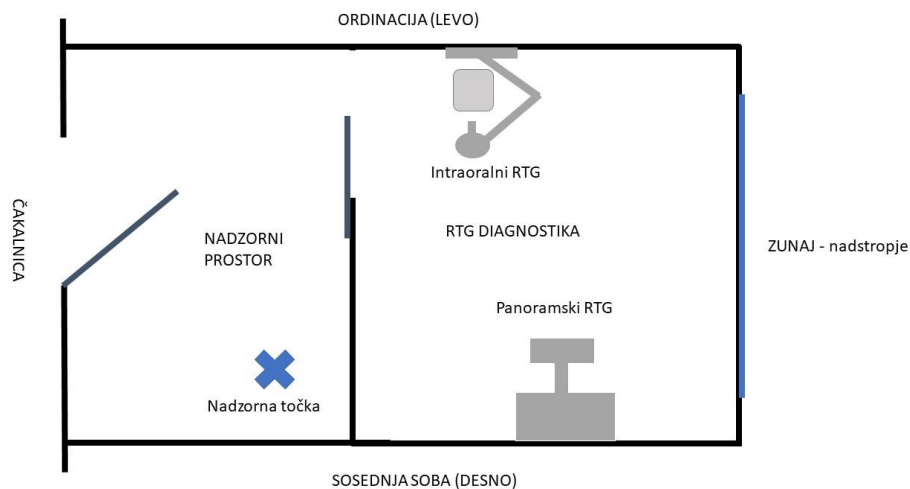 ORDINACIJA (LEVO)
Intraoralni RTG
ČAKALNICA
NADZORNI
PROSTOR
RTG DIAGNOSTIKA
ZUNAJ - nadstropje
Panoramski RTG
Nadzorna točka
SOSEDNJA SOBA (DESNO)